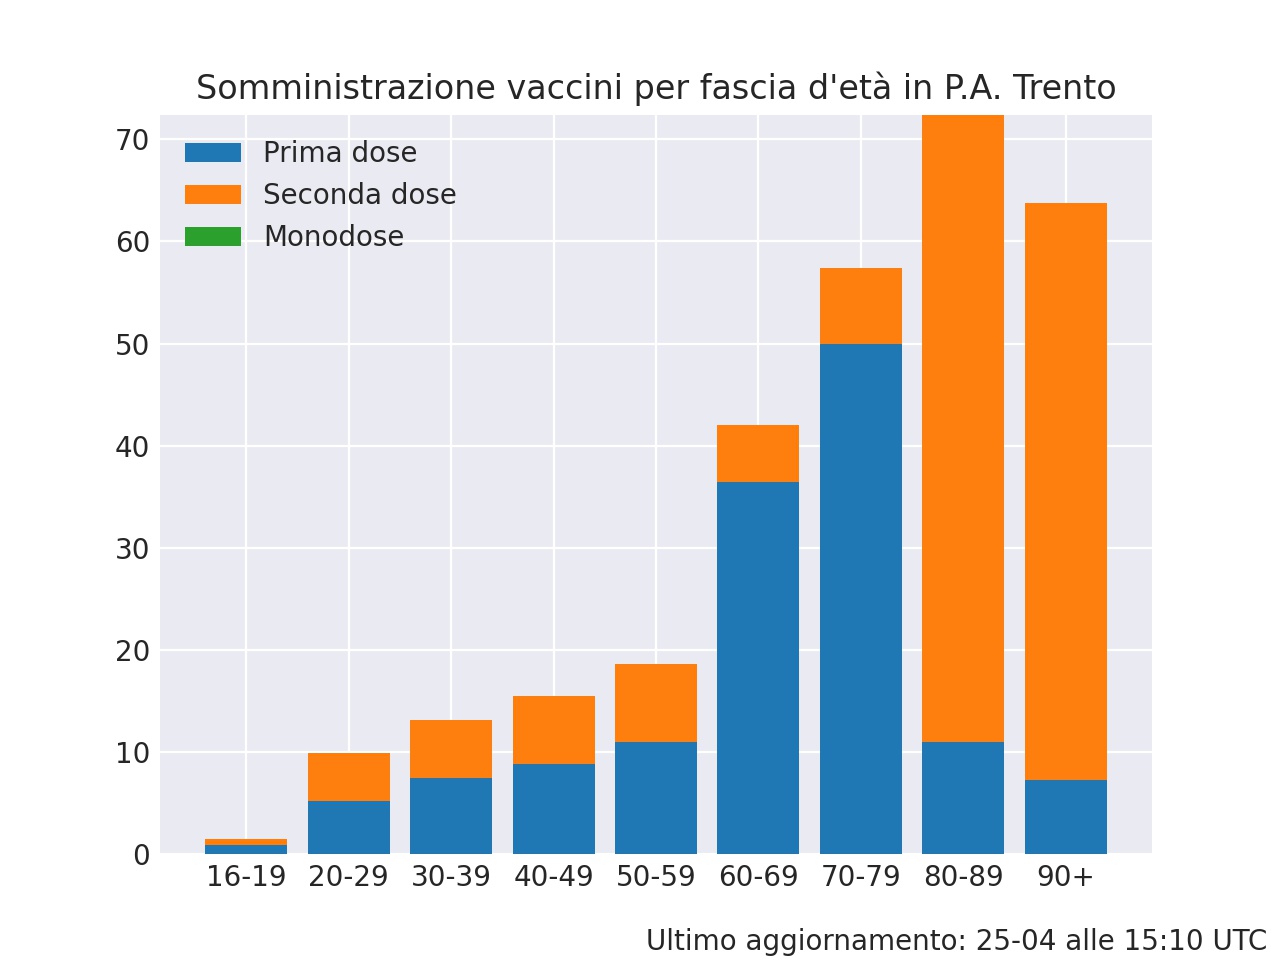 Somministrazione vaccini per fascia d'età in P.A. Trento
70
60
50
40
30
20
10
0
Prima dose
Seconda dose
Monodose
16-19 20-29 30-39 40-49 50-59 60-69 70-79 80-89 90+
Ultimo aggiornamento: 25-04 alle 15:10 UTC